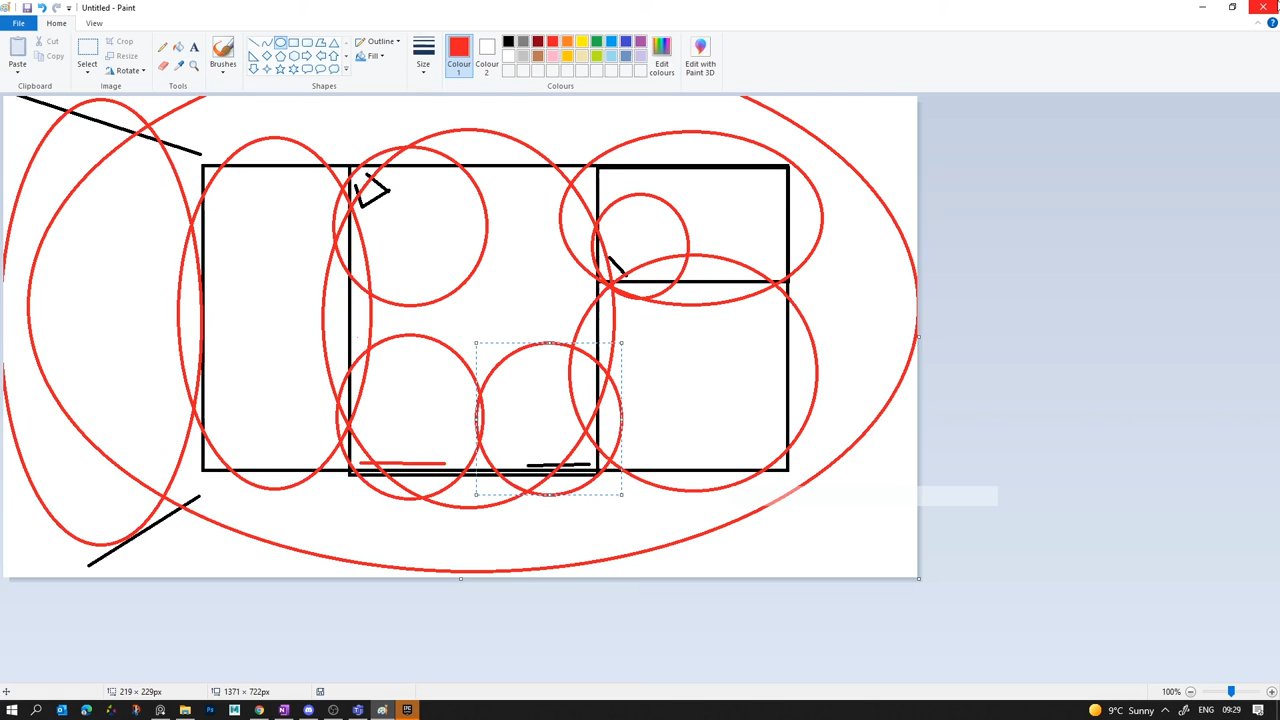 Untitled - Paint
File Home View
Cut
Copy
Paste
Clipboard
Crop
Resize
Rotate
Select
Image
Tools
Brushes
Outline
Fill
Shapes
Size
Colour 1
Colour 2
Edit colours
Colours
Edit with Paint 3D
219 × 229px
1371 × 722px
100%
9°C Sunny
ENG
09:29